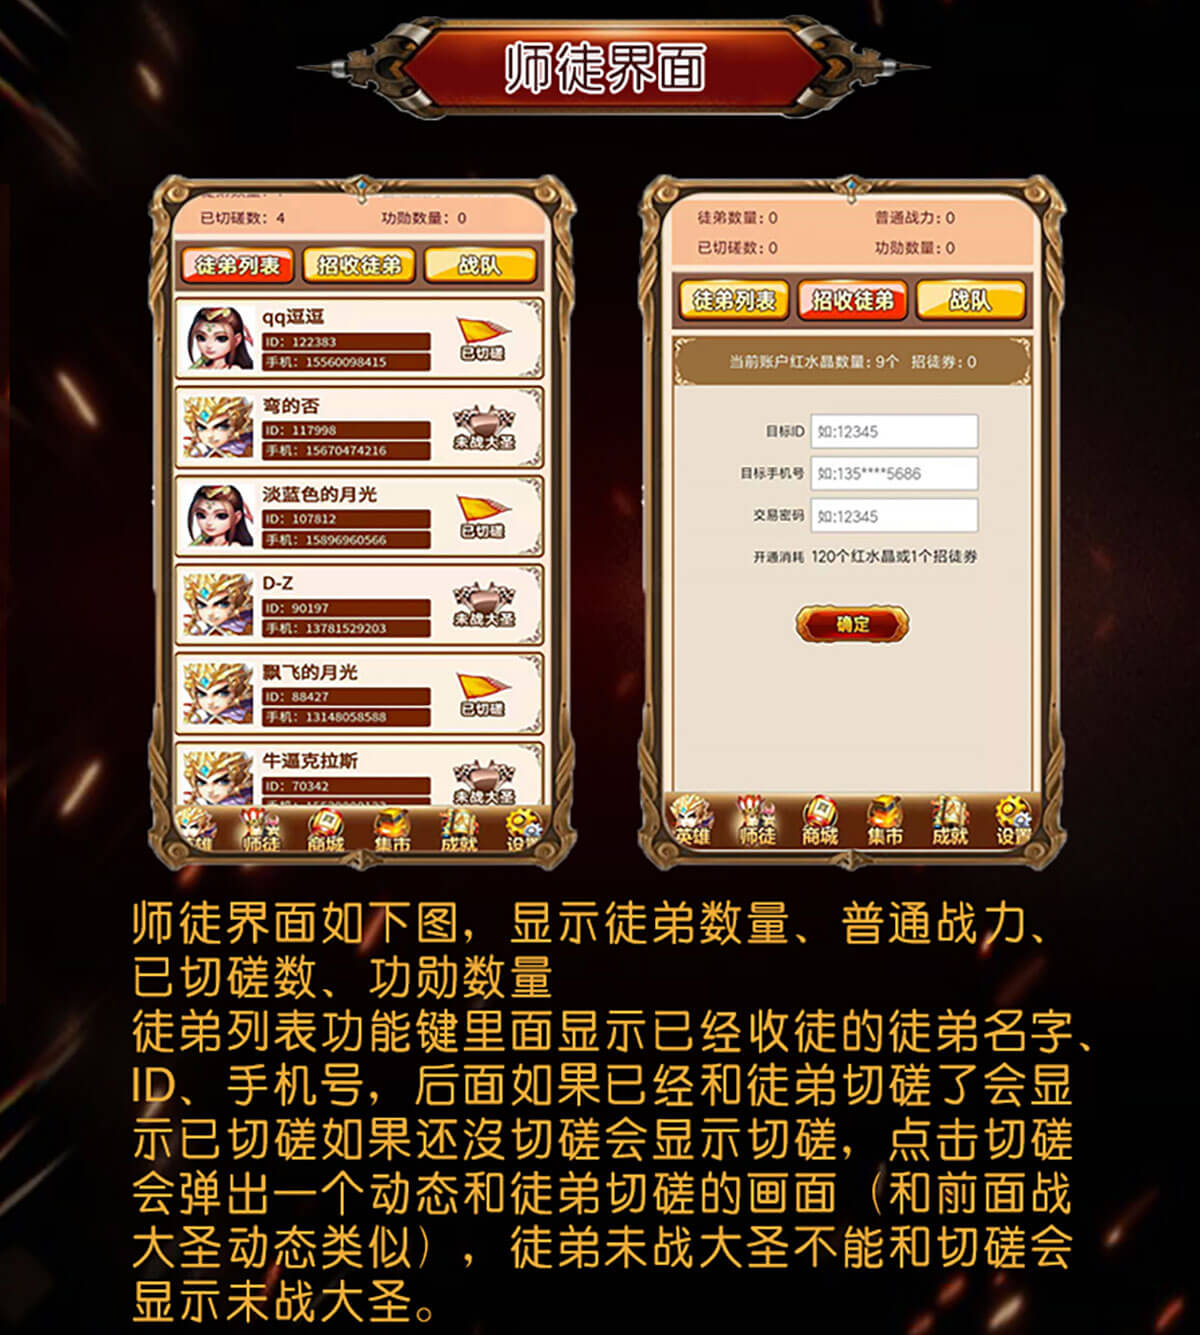 师徒界面
已切磋数：4 功勋数量：0
徒弟列表 招收徒弟 战队
qq逗逗
ID：122383
手机：15560098415
已切磋
弯的否
ID：117998
手机：15670474216
未战大圣
淡蓝色的月光
ID：107812
手机：15896960566
已切磋
D-Z
ID：90197
手机：13781529203
未战大圣
飘飞的月光
ID：88427
手机：13148058588
已切磋
牛逼克拉斯
ID：70342
未战大圣
雄 师徒 商城 集市 成就 设置
徒弟数量：0 普通战力：0
已切磋数：0 功勋数量：0
徒弟列表 招收徒弟 战队
当前账户红水晶数量：9个 招徒券：0
目标ID 如:12345
目标手机号 如:135****5686
交易密码 如:12345
开通消耗 120个红水晶或1个招徒券
确定
英雄 师徒 商城 集市 成就 设置
师徒界面如下图，显示徒弟数量、普通战力、
已切磋数、功勋数量
徒弟列表功能键里面显示已经收徒的徒弟名字、
ID、手机号，后面如果已经和徒弟切磋了会显
示已切磋如果还沒切磋会显示切磋，点击切磋
会弹出一个动态和徒弟切磋的画面（和前面战
大圣动态类似），徒弟未战大圣不能和切磋会
显示未战大圣。